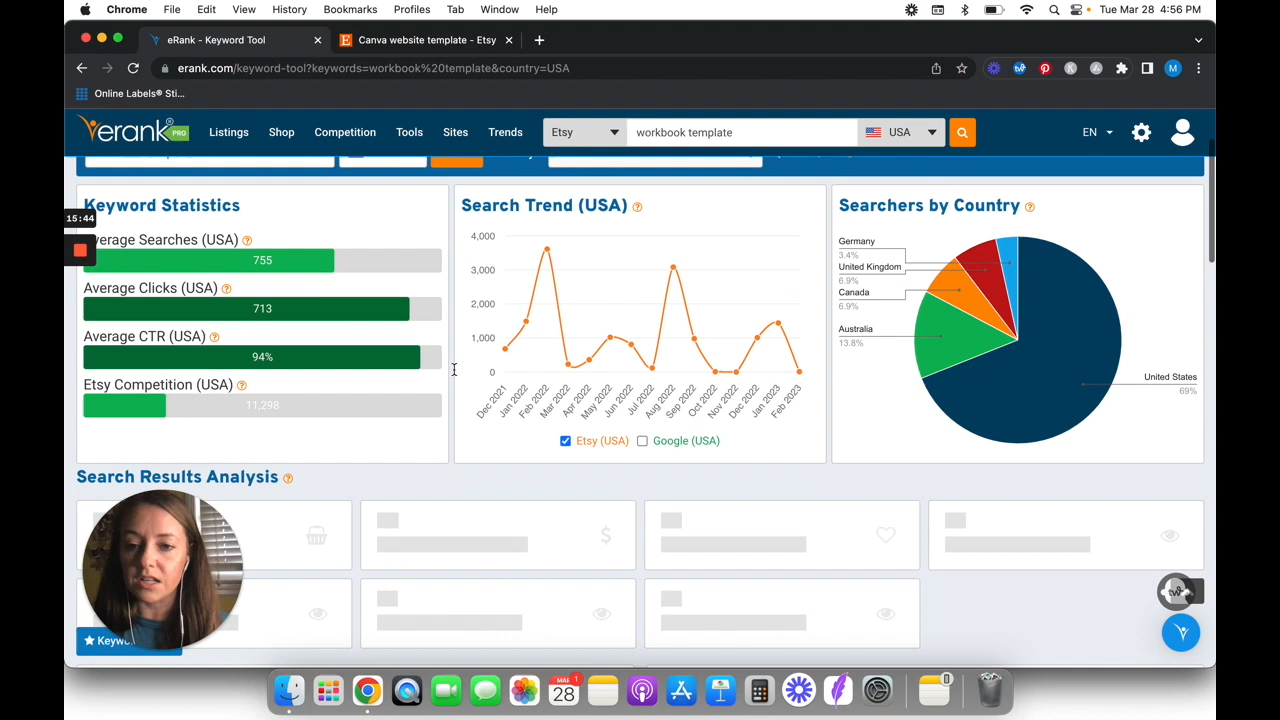 Chrome File Edit View History Bookmarks Profiles Tab Window Help Tue Mar 28 4:56 PM
eRank - Keyword Tool Canva website template - Etsy
erank.com/keyword-tool?keywords=workbook%20template&country=USA
Online Labels® Sti...
erank PRO Listings Shop Competition Tools Sites Trends Etsy workbook template USA EN
Keyword Statistics
15:44
verage Searches (USA)
755
Average Clicks (USA)
713
Average CTR (USA)
94%
Etsy Competition (USA)
11,298
Search Trend (USA)
4,000
3,000
2,000
1,000
0
Dec 2021 Jan 2022 Feb 2022 Mar 2022 Apr 2022 May 2022 Jun 2022 Jul 2022 Aug 2022 Sep 2022 Oct 2022 Nov 2022 Dec 2022 Jan 2023 Feb 2023
Etsy (USA) Google (USA)
Searchers by Country
Germany
3.4%
United Kingdom
6.9%
Canada
6.9%
Australia
13.8%
United States
69%
Search Results Analysis
Keywo
MAR 1
28